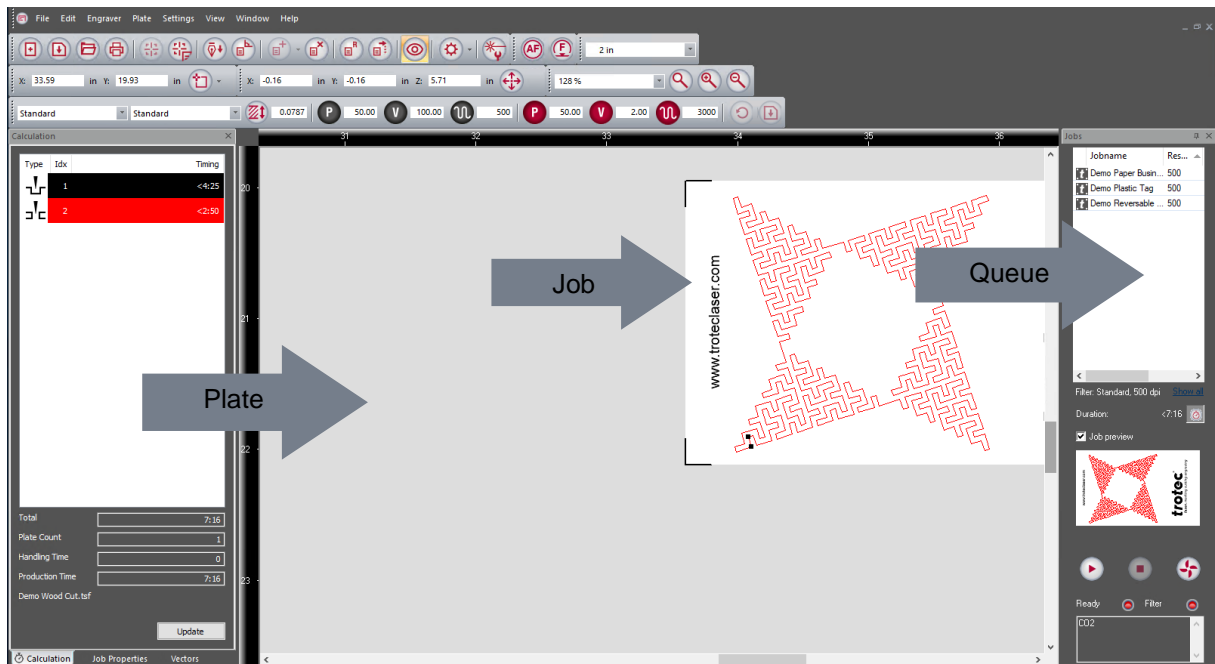 File Edit Engraver Plate Settings View Window Help
AF F 2 in
X: 33.59 in Y: 19.93 in X: -0.16 in Y: -0.16 in Z: 5.71 in 128 %
Standard Standard 0.0787 P 50.00 V 100.00 500 P 50.00 V 2.00 3000
Calculation
Type Idx Timing
1 <4:25
2 <2:50
Total 7:16
Plate Count 1
Handling Time 0
Production Time 7:16
Demo Wood Cut.tsf
Update
Calculation Job Properties Vectors
31 32 33 34 35 36
20
21
22
23
Plate
Job
www.troteclaser.com
Queue
Jobs
Jobname Res...
Demo Paper Busin... 500
Demo Plastic Tag 500
Demo Reversable ... 500
Filter: Standard, 500 dpi Show all
Duration: <7:16
Job preview
trotec
Ready Filter
CO2